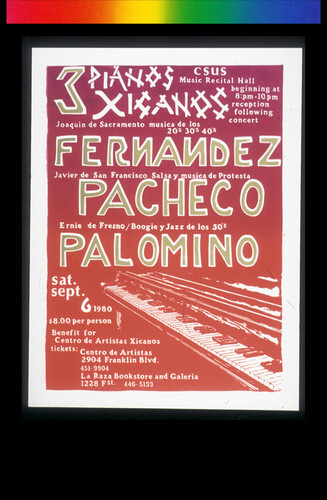 3 PIANOS XICANOS
CSUS
Music Recital Hall
beginning at
8:pm-10pm
reception
following
concert
Joaquin de Sacramento musica de los
20s 30s 40s
FERNANDEZ
Javier de San Francisco Salsa y musica de Protesta
PACHECO
Ernie de Fresno/Boogie y Jazz de los 50s
PALOMINO
sat.
sept.
6 1980
$8.00 per person
Benefit for
Centro de Artistas Xicanos
tickets: Centro de Artistas
2904 Franklin Blvd.
451-9904
La Raza Bookstore and Galeria
1228 F st. 446-5133